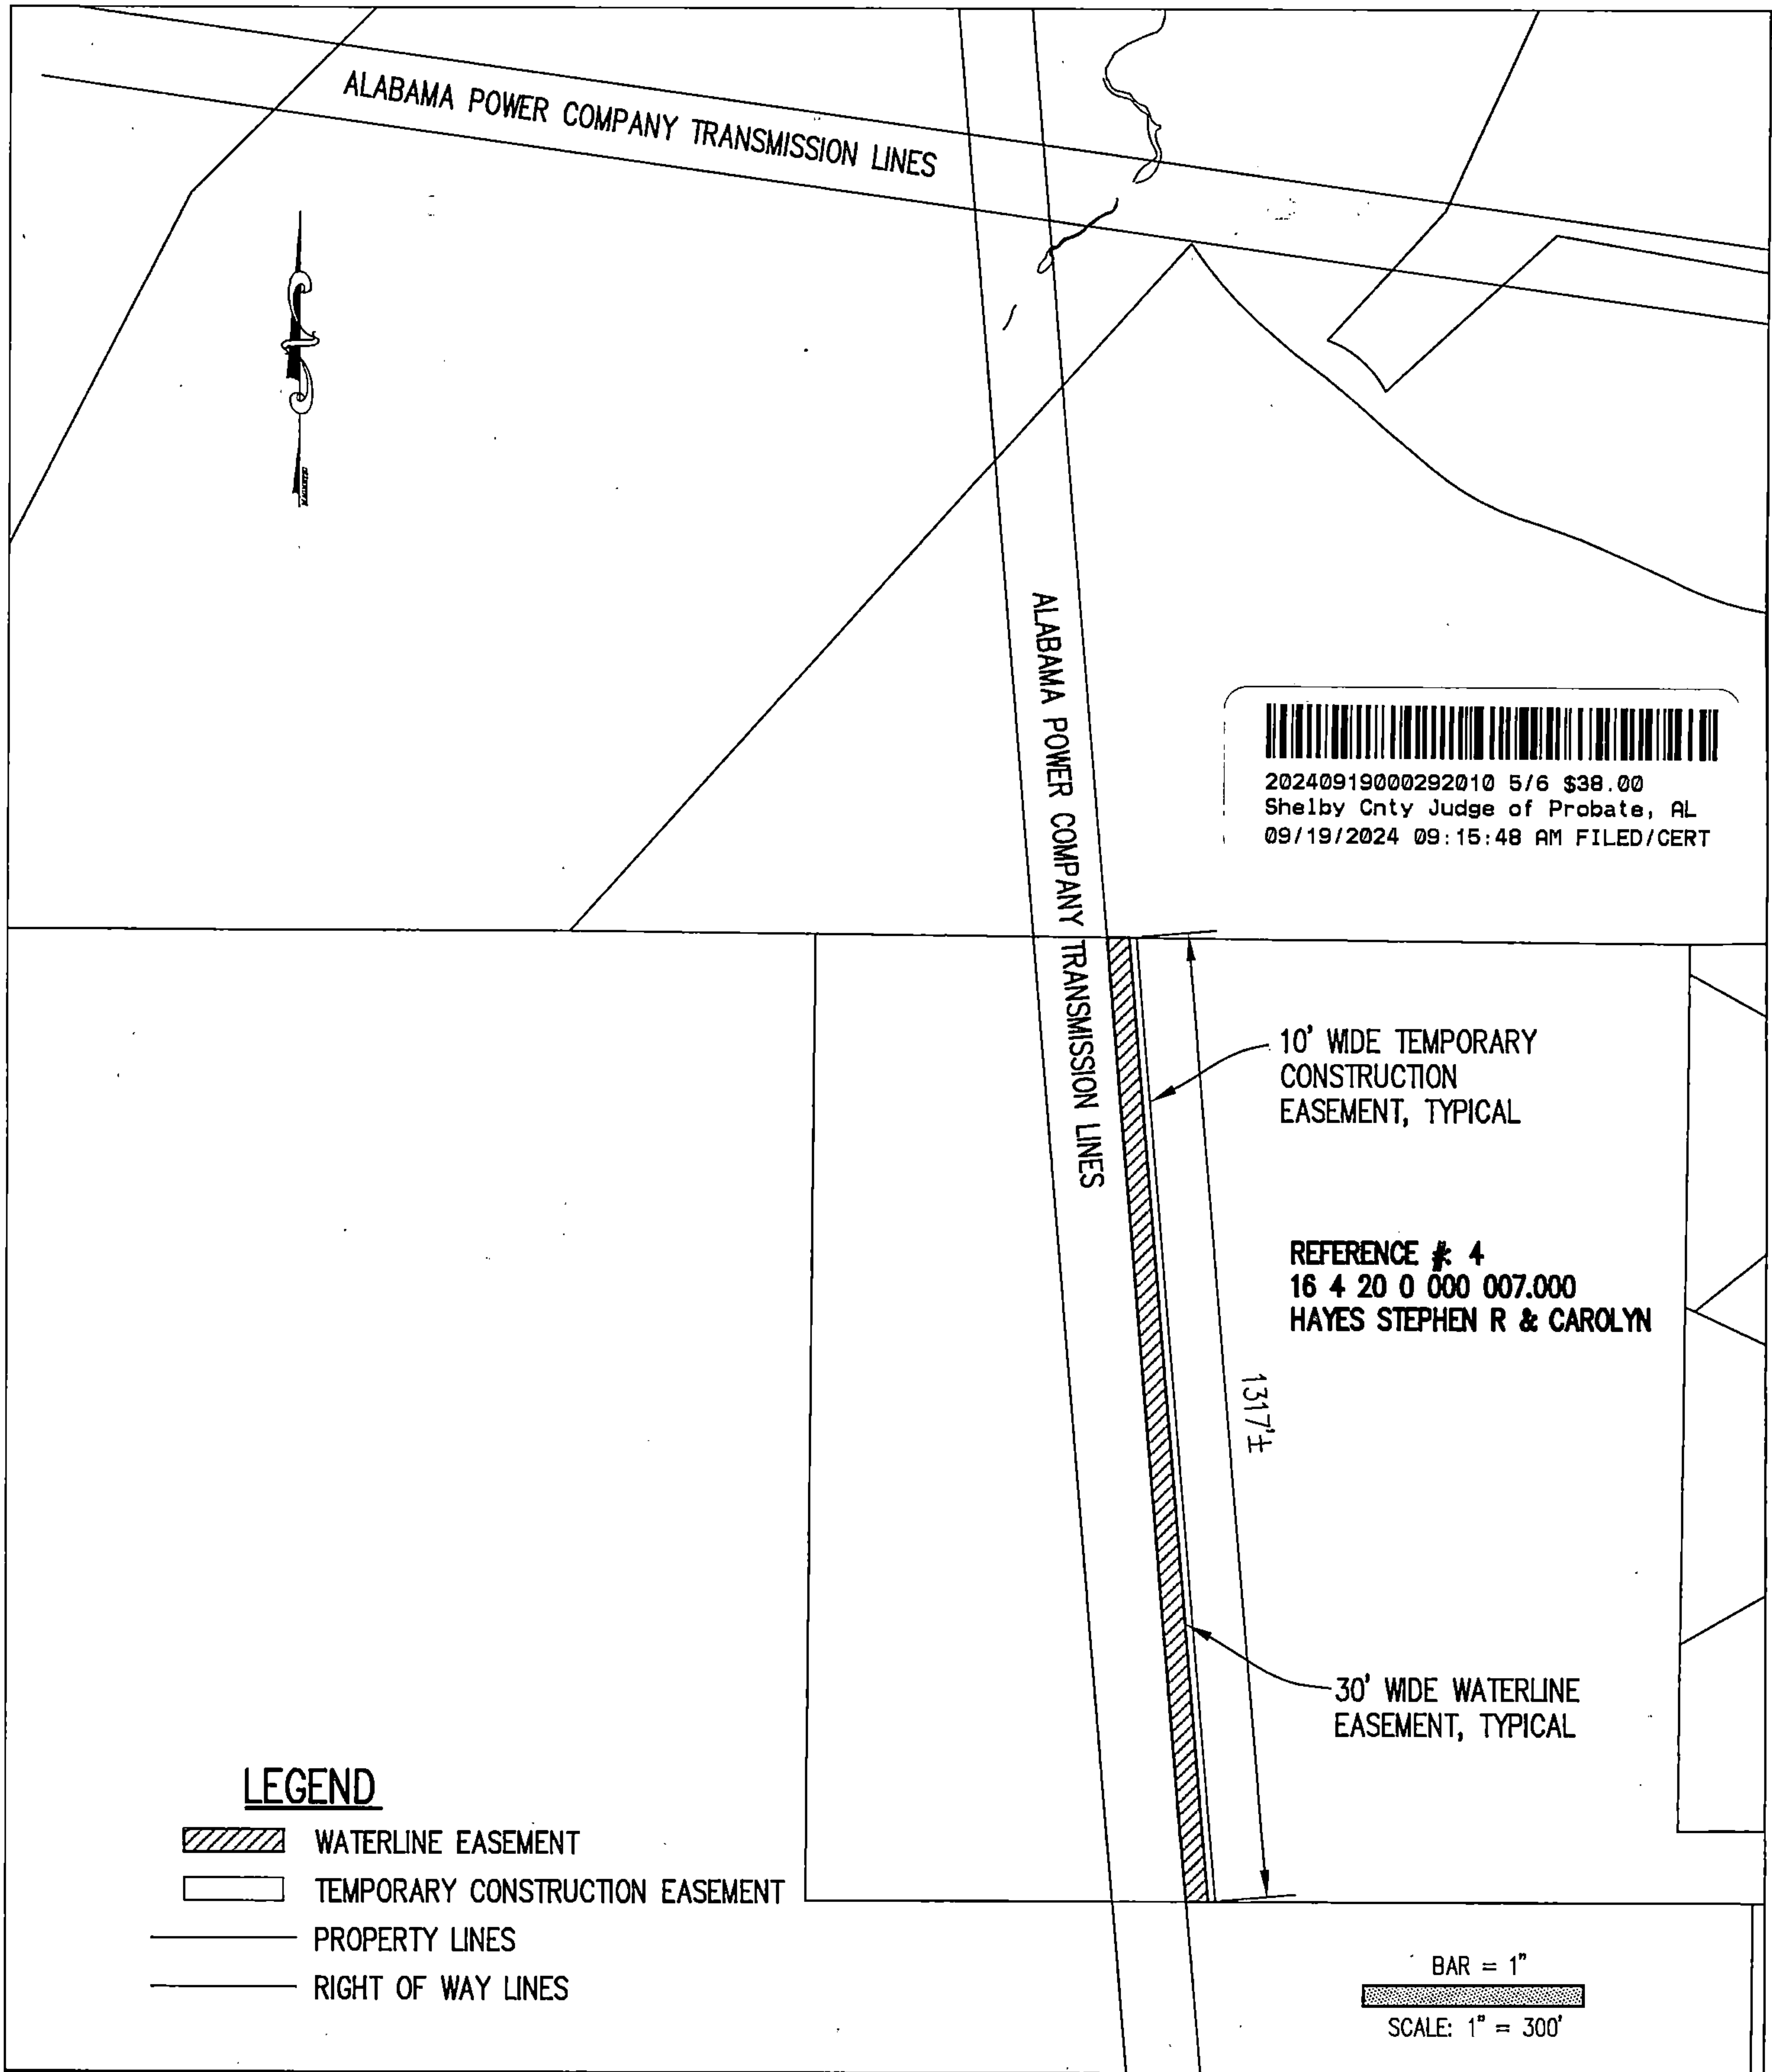 ALABAMA POWER COMPANY TRANSMISSION LINES
ALABAMA POWER COMPANY TRANSMISSION LINES
20240919000292010 5/6 $38.00
Shelby Cnty Judge of Probate, AL
09/19/2024 09:15:48 AM FILED/CERT
10' WIDE TEMPORARY
CONSTRUCTION
EASEMENT, TYPICAL
REFERENCE #: 4
16 4 20 0 000 007.000
HAYES STEPHEN R & CAROLYN
1317'±
30' WIDE WATERLINE
EASEMENT, TYPICAL
LEGEND
WATERLINE EASEMENT
TEMPORARY CONSTRUCTION EASEMENT
PROPERTY LINES
RIGHT OF WAY LINES
BAR = 1"
SCALE: 1" = 300'